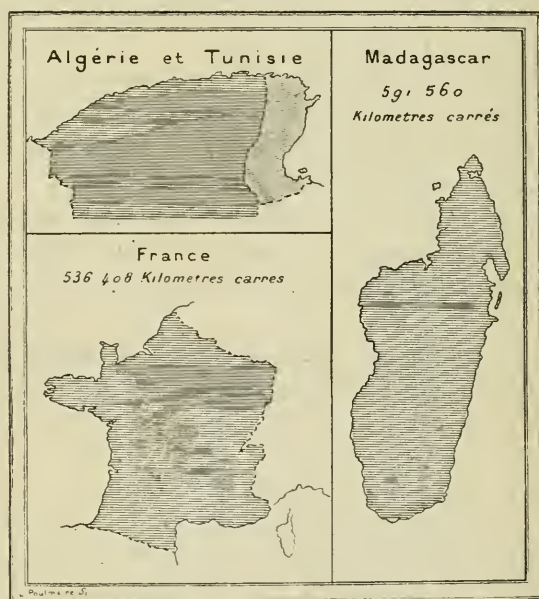 Algérie et Tunisie
Madagascar
591 560
Kilometres carrés
France
536 408 Kilometres carres